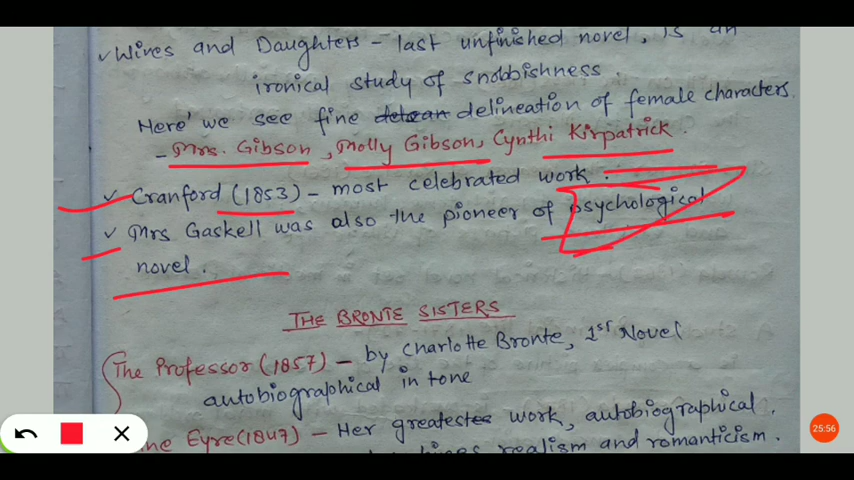 ✓ Wives and Daughters - last unfinished novel, is an
ironical study of snobbishness.
Here we see fine delineation of female characters
- Mrs. Gibson, Molly Gibson, Cynthi Kirpatrick.
✓ Cranford (1853) - most celebrated work.
✓ Mrs Gaskell was also the pioneer of psychological
novel.
THE BRONTE SISTERS
The Professor (1857) - by Charlotte Bronte, 1st Novel
autobiographical in tone
Eyre (1847) - Her greatest work, autobiographical.
realism and romanticism.
25:56